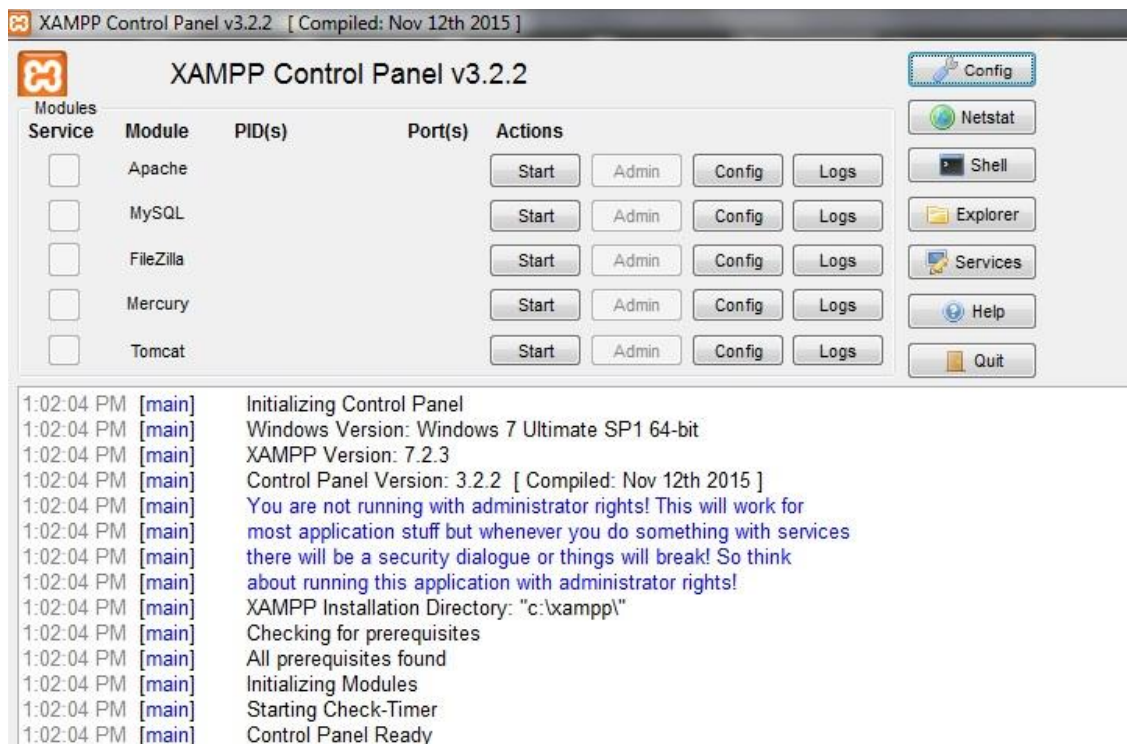 XAMPP Control Panel v3.2.2 [ Compiled: Nov 12th 2015 ]
XAMPP Control Panel v3.2.2
Config
Modules
Service Module PID(s) Port(s) Actions
Netstat
Apache Start Admin Config Logs
Shell
MySQL Start Admin Config Logs
Explorer
FileZilla Start Admin Config Logs
Services
Mercury Start Admin Config Logs
Help
Tomcat Start Admin Config Logs
Quit
1:02:04 PM [main] Initializing Control Panel
1:02:04 PM [main] Windows Version: Windows 7 Ultimate SP1 64-bit
1:02:04 PM [main] XAMPP Version: 7.2.3
1:02:04 PM [main] Control Panel Version: 3.2.2 [ Compiled: Nov 12th 2015 ]
1:02:04 PM [main] You are not running with administrator rights! This will work for
1:02:04 PM [main] most application stuff but whenever you do something with services
1:02:04 PM [main] there will be a security dialogue or things will break! So think
1:02:04 PM [main] about running this application with administrator rights!
1:02:04 PM [main] XAMPP Installation Directory: "c:\xampp\"
1:02:04 PM [main] Checking for prerequisites
1:02:04 PM [main] All prerequisites found
1:02:04 PM [main] Initializing Modules
1:02:04 PM [main] Starting Check-Timer
1:02:04 PM [main] Control Panel Ready